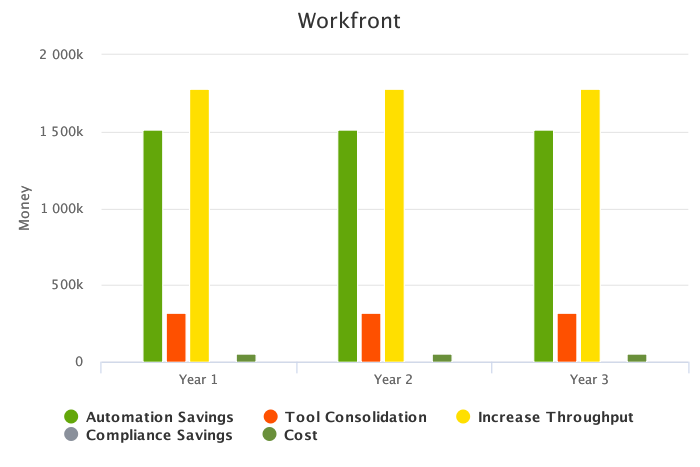 Workfront
2 000k
1 500k
1 000k
500k
0
Money
Year 1 Year 2 Year 3
Automation Savings Tool Consolidation Increase Throughput
Compliance Savings Cost